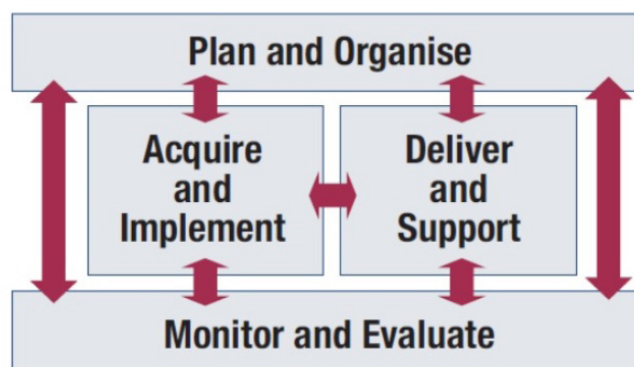 Plan and Organise
Acquire
and
Implement
Deliver
and
Support
Monitor and Evaluate